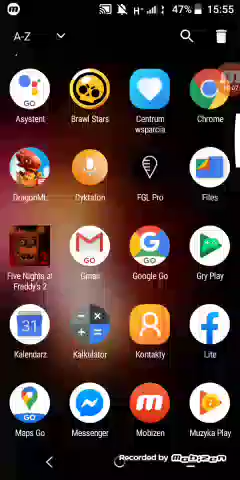 47% 15:55
A-Z
Asystent
Brawl Stars
Centrum
wsparcia
Chrome
DragonML
Dyktafon
FGL Pro
Files
Five Nights at
Freddy's 2
Gmail
Google Go
Gry Play
Kalendarz
Kalkulator
Kontakty
Lite
Maps Go
Messenger
Mobizen
Muzyka Play
Recorded by mobizen